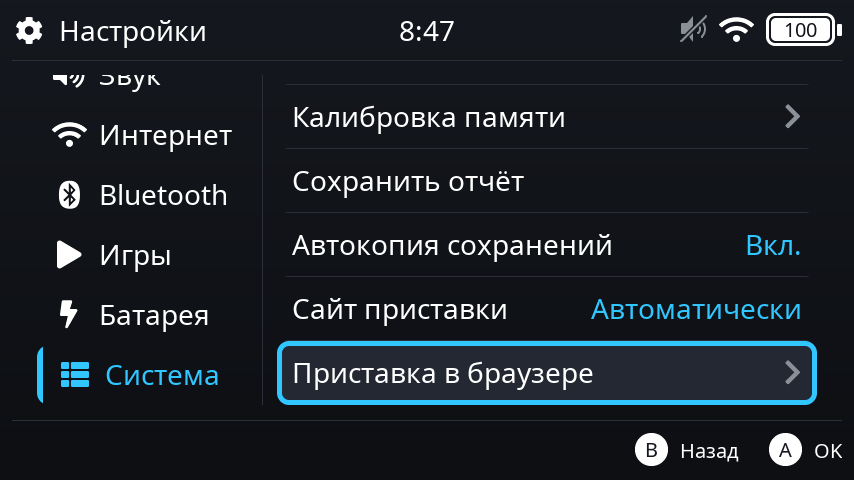 Настройки
8:47
100
Звук
Интернет
Bluetooth
Игры
Батарея
Система
Калибровка памяти
Сохранить отчёт
Автокопия сохранений Вкл.
Сайт приставки Автоматически
Приставка в браузере
B Назад A OK